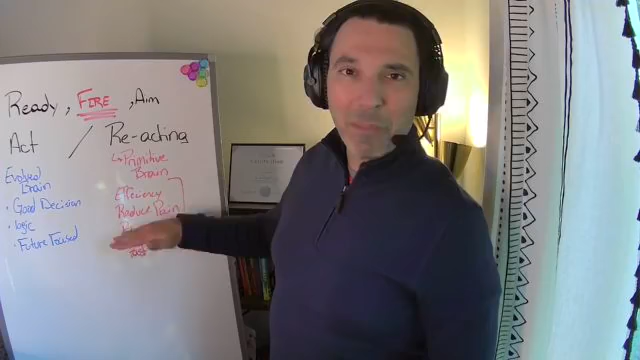 Ready, FIRE, Aim
Act / Re-acting
Evolved
Brain
• Good Decision
• logic
• Future Focused
Primitive
Brain
Efficiency
Reduce Pain